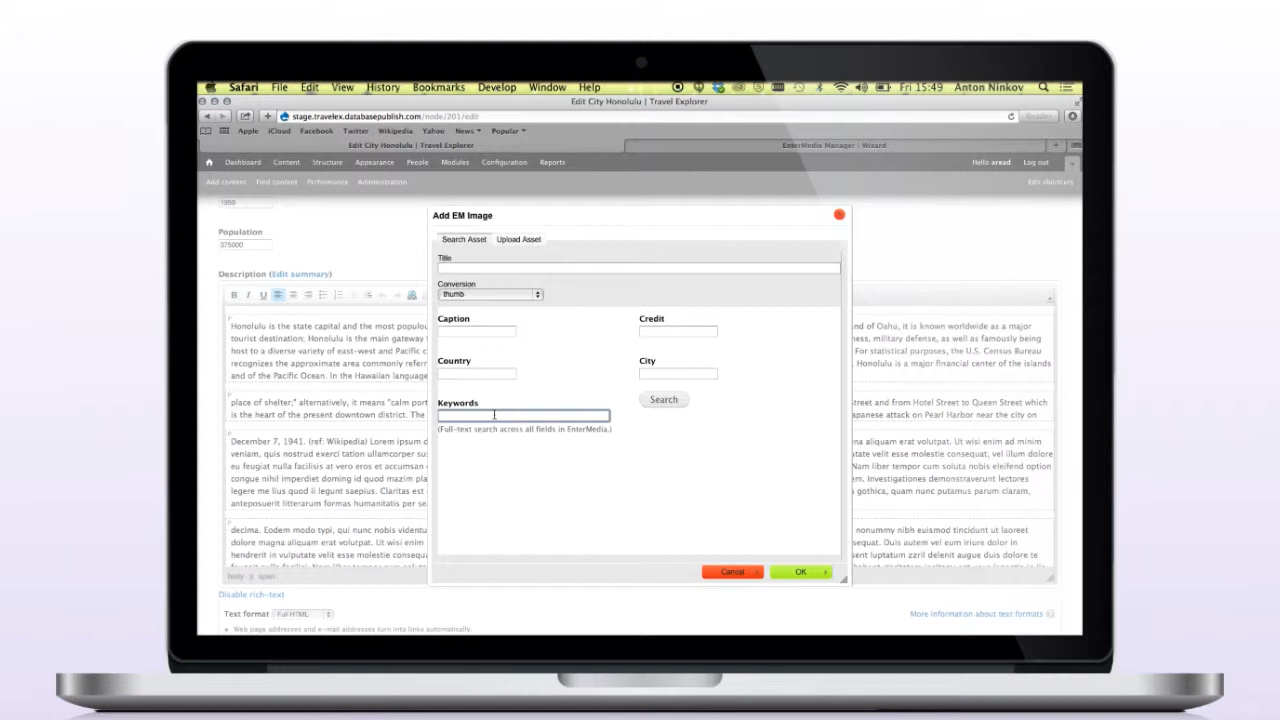 Safari File Edit View History Bookmarks Develop Window Help Fri 15:49 Anton Ninkov
Edit City Honolulu | Travel Explorer
stage.travelex.databasepublish.com/node/201/edit Reader
Apple iCloud Facebook Twitter Wikipedia Yahoo News Popular
Edit City Honolulu | Travel Explorer EnterMedia Manager : Wizard
Dashboard Content Structure Appearance People Modules Configuration Reports Hello aread Log out
Add content Find content Performance Administration Edit shortcuts
1959
Population
375000
Description (Edit summary)
B I U
Honolulu is the state capital and the most populou
tourist destination; Honolulu is the main gateway
host to a diverse variety of east-west and Pacific c
recognizes the approximate area commonly referr
and of the Pacific Ocean. In the Hawaiian language
place of shelter;" alternatively, it means "calm port
is the heart of the present downtown district. The
December 7, 1941. (ref: Wikipedia) Lorem ipsum d
veniam, quis nostrud exerci tation ullamcorper sus
eu feugiat nulla facilisis at vero eros et accumsan
congue nihil imperdiet doming id quod mazim plac
legere me lius quod ii legunt saepius. Claritas est
anteposuerit litterarum formas humanitatis per sea
decima. Eodem modo typi, qui nunc nobis videntu
dolore magna aliquam erat volutpat. Ut wisi enim
hendrerit in vulputate velit esse molestie consequa
body p span
Add EM Image
Search Asset Upload Asset
Title
Conversion
thumb
Caption Credit
Country City
Keywords
Search
(Full-text search across all fields in EnterMedia.)
Cancel OK
nd of Oahu, it is known worldwide as a major
siness, military defense, as well as famously being
For statistical purposes, the U.S. Census Bureau
Honolulu is a major financial center of the islands
Street and from Hotel Street to Queen Street which
apanese attack on Pearl Harbor near the city on
aliquam erat volutpat. Ut wisi enim ad minim
esse molestie consequat, vel illum dolore
Nam liber tempor cum soluta nobis eleifend option
em. Investigationes demonstraverunt lectores
gothica, quam nunc putamus parum claram,
nonummy nibh euismod tincidunt ut laoreet
sequat. Duis autem vel eum iriure dolor in
sent luptatum zzril delenit augue duis dolore te
Disable rich-text
Text format Full HTML More information about text formats
Web page addresses and e-mail addresses turn into links automatically.